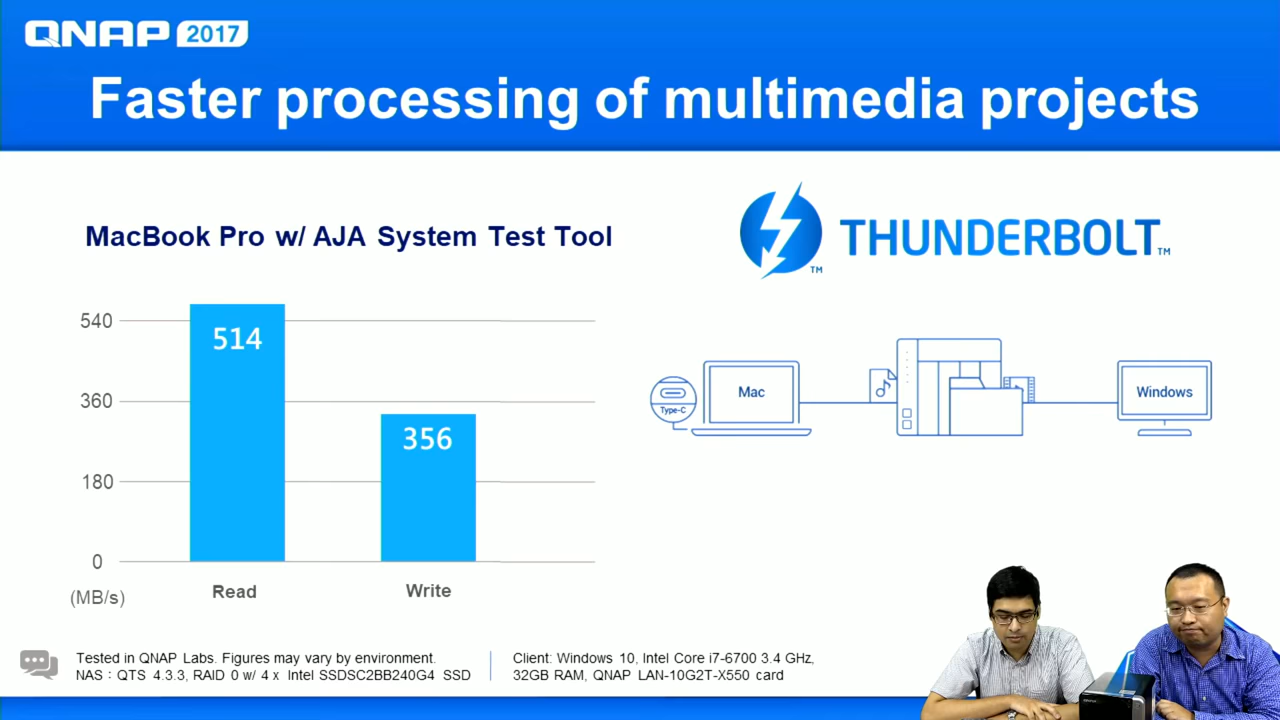 QNAP 2017
Faster processing of multimedia projects
MacBook Pro w/ AJA System Test Tool
THUNDERBOLT™
TM
540
514
360
356
180
0
(MB/s)
Read
Write
Type-C
Mac
Windows
Tested in QNAP Labs. Figures may vary by environment.
NAS : QTS 4.3.3, RAID 0 w/ 4 x Intel SSDSC2BB240G4 SSD
Client: Windows 10, Intel Core i7-6700 3.4 GHz,
32GB RAM, QNAP LAN-10G2T-X550 card